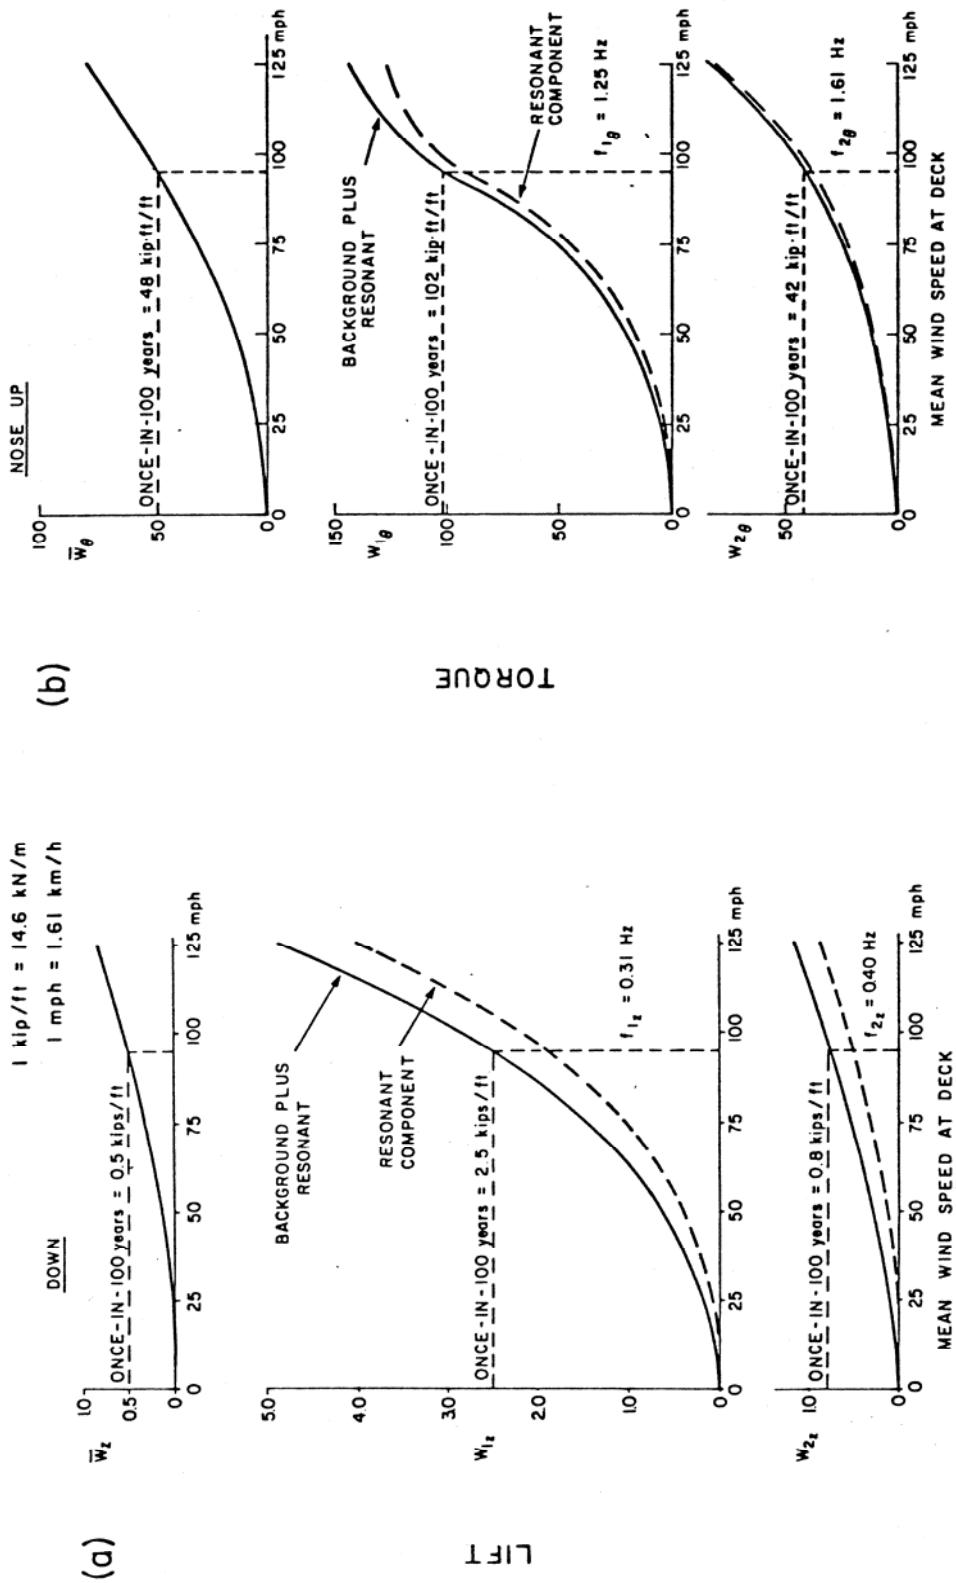 1 kip/ft = 14.6 kN/m
1 mph = 1.61 km/h
(a)
LIFT
DOWN
W̄z
1.0
0.5
0
ONCE-IN-100 years = 0.5 kips/ft
0 25 50 75 100 125 mph
W1z
5.0
4.0
3.0
2.0
1.0
0
BACKGROUND PLUS
RESONANT
RESONANT
COMPONENT
ONCE-IN-100 years = 2.5 kips/ft
f1z = 0.31 Hz
0 25 50 75 100 125 mph
W2z
1.0
0
ONCE-IN-100 years = 0.8 kips/ft
f2z = 0.40 Hz
0 25 50 75 100 125 mph
MEAN WIND SPEED AT DECK
(b)
TORQUE
NOSE UP
W̄θ
100
50
0
ONCE-IN-100 years = 48 kip·ft/ft
0 25 50 75 100 125 mph
W1θ
150
100
50
0
BACKGROUND PLUS
RESONANT
RESONANT
COMPONENT
ONCE-IN-100 years = 102 kip·ft/ft
f1θ = 1.25 Hz
0 25 50 75 100 125 mph
W2θ
50
0
ONCE-IN-100 years = 42 kip·ft/ft
f2θ = 1.61 Hz
0 25 50 75 100 125 mph
MEAN WIND SPEED AT DECK